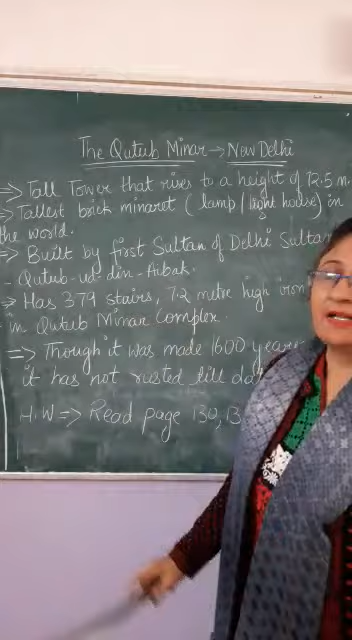 The Qutub Minar → New Delhi
⇒ Tall Tower that rises to a height of 72.5 m.
→ Tallest brick minaret (lamp/light house) in
the world.
⇒ Built by first Sultan of Delhi Sulta
- Qutub-ud-din-Aibak.
⇒ Has 379 stairs, 7.2 metre high iron
in Qutub Minar Complex.
⇒ Though it was made 1600 years
it has not rusted till da
H.W ⇒ Read page 130, 13